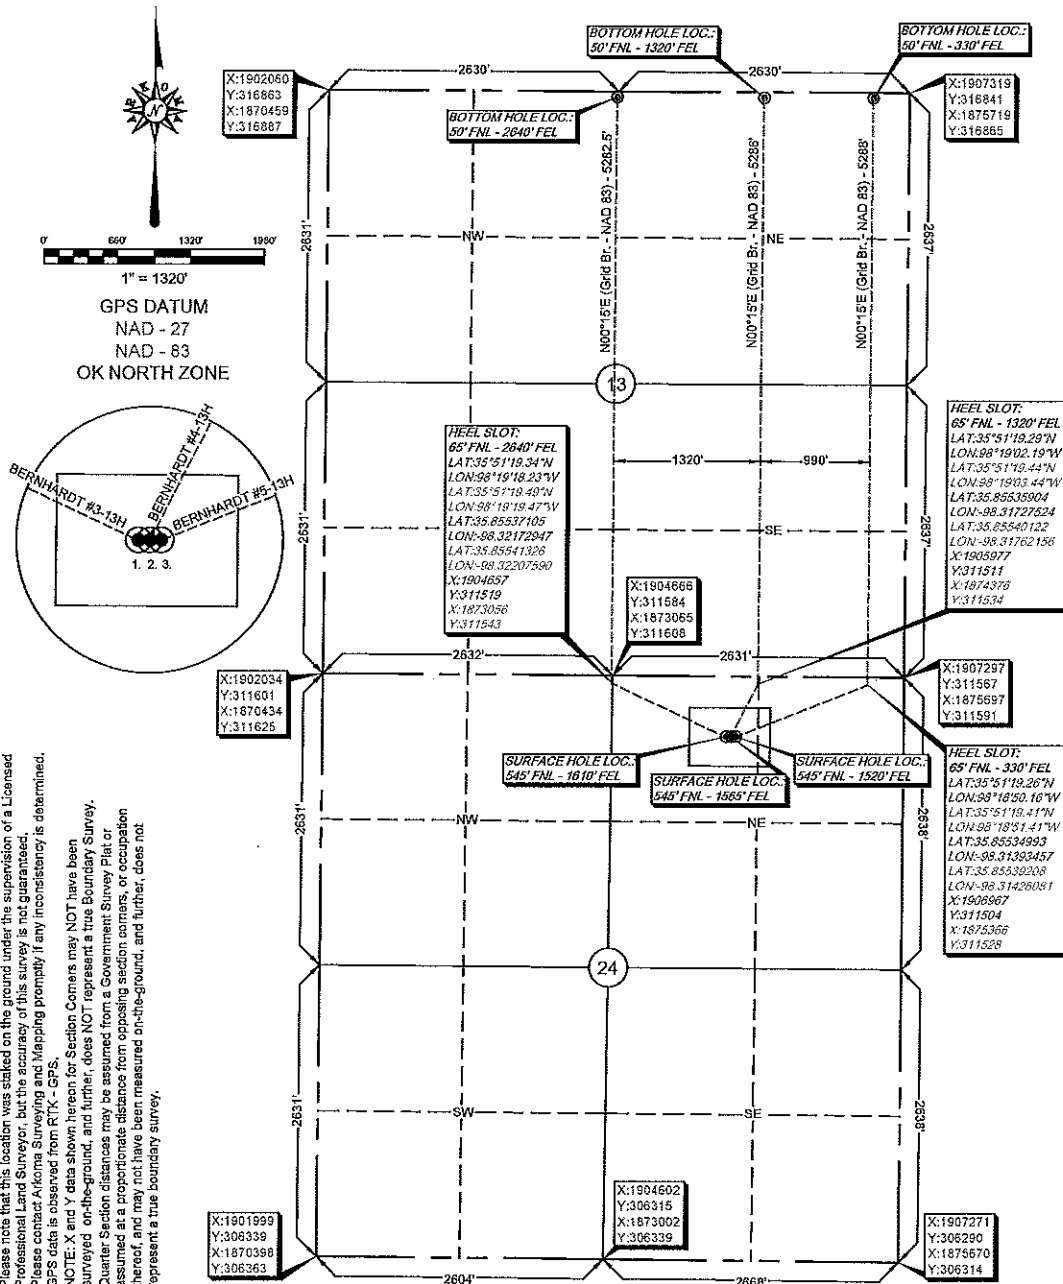 BOTTOM HOLE LOC.:
50' FNL - 1320' FEL
BOTTOM HOLE LOC.:
50' FNL - 330' FEL
2630'
2630'
X:1902060
Y:316863
X:1870459
Y:316887
X:1907319
Y:316841
X:1875719
Y:316865
BOTTOM HOLE LOC.:
50' FNL - 2640' FEL
N
0' 660' 1320' 1980'
1" = 1320'
GPS DATUM
NAD - 27
NAD - 83
OK NORTH ZONE
2631'
NW
NE
2637'
N00°15'E (Grid Br. - NAD 83) - 5282.5'
N00°15'E (Grid Br. - NAD 83) - 5286'
N00°15'E (Grid Br. - NAD 83) - 5288'
13
BERNHARDT #3-13H
BERNHARDT #4-13H
BERNHARDT #5-13H
1. 2. 3.
HEEL SLOT:
65' FNL - 2640' FEL
LAT:35°51'19.34"N
LON:98°19'18.23"W
LAT:35°51'19.49"N
LON:98°19'19.47"W
LAT:35.85537105
LON:-98.32172947
LAT:35.85541326
LON:-98.32207590
X:1904657
Y:311519
X:1873056
Y:311543
1320'
990'
HEEL SLOT:
65' FNL - 1320' FEL
LAT:35°51'19.29"N
LON:98°19'02.19"W
LAT:35°51'19.44"N
LON:98°19'03.44"W
LAT:35.85535904
LON:-98.31727524
LAT:35.85540122
LON:-98.31762156
X:1905977
Y:311511
X:1874376
Y:311534
2631'
SE
2637'
X:1904666
Y:311584
X:1873065
Y:311608
2632'
2631'
X:1902034
Y:311601
X:1870434
Y:311625
X:1907297
Y:311567
X:1875697
Y:311591
SURFACE HOLE LOC.:
545' FNL - 1610' FEL
SURFACE HOLE LOC.:
545' FNL - 1565' FEL
SURFACE HOLE LOC.:
545' FNL - 1520' FEL
HEEL SLOT:
65' FNL - 330' FEL
LAT:35°51'19.26"N
LON:98°18'50.16"W
LAT:35°51'19.41"N
LON:98°18'51.41"W
LAT:35.85534993
LON:-98.31393457
LAT:35.85539208
LON:-98.31428081
X:1906967
Y:311504
X:1875366
Y:311528
2631'
NW
NE
2638'
24
2631'
SW
SE
2638'
X:1901999
Y:306339
X:1870398
Y:306363
X:1904602
Y:306315
X:1873002
Y:306339
X:1907271
Y:306290
X:1875670
Y:306314
2604'
2668'
Please note that this location was staked on the ground under the supervision of a Licensed
Professional Land Surveyor, but the accuracy of this survey is not guaranteed.
Please contact Arkoma Surveying and Mapping promptly if any inconsistency is determined.
GPS data is observed from RTK - GPS.
NOTE: X and Y data shown hereon for Section Corners may NOT have been
surveyed on-the-ground, and further, does NOT represent a true Boundary Survey.
Quarter Section distances may be assumed from a Government Survey Plat or
assumed at a proportionate distance from opposing section corners, or occupation
thereof, and may not have been measured on-the-ground, and further, does not
represent a true boundary survey.